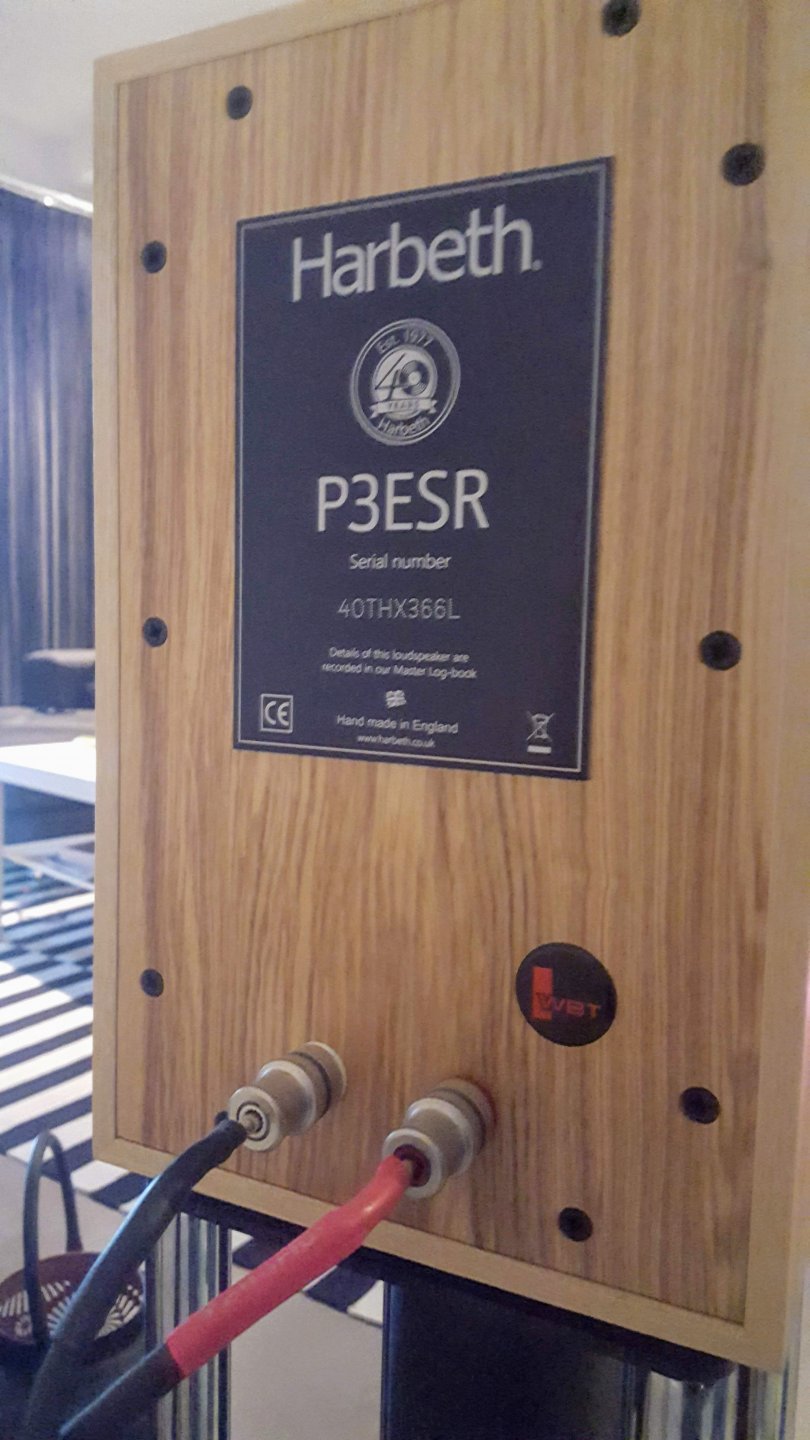 Harbeth.
Est. 1977
40
YEARS
Harbeth
P3ESR
Serial number
40THX366L
Details of this loudspeaker are
recorded in our Master Log-book
CE
Hand made in England
www.harbeth.co.uk
WBT